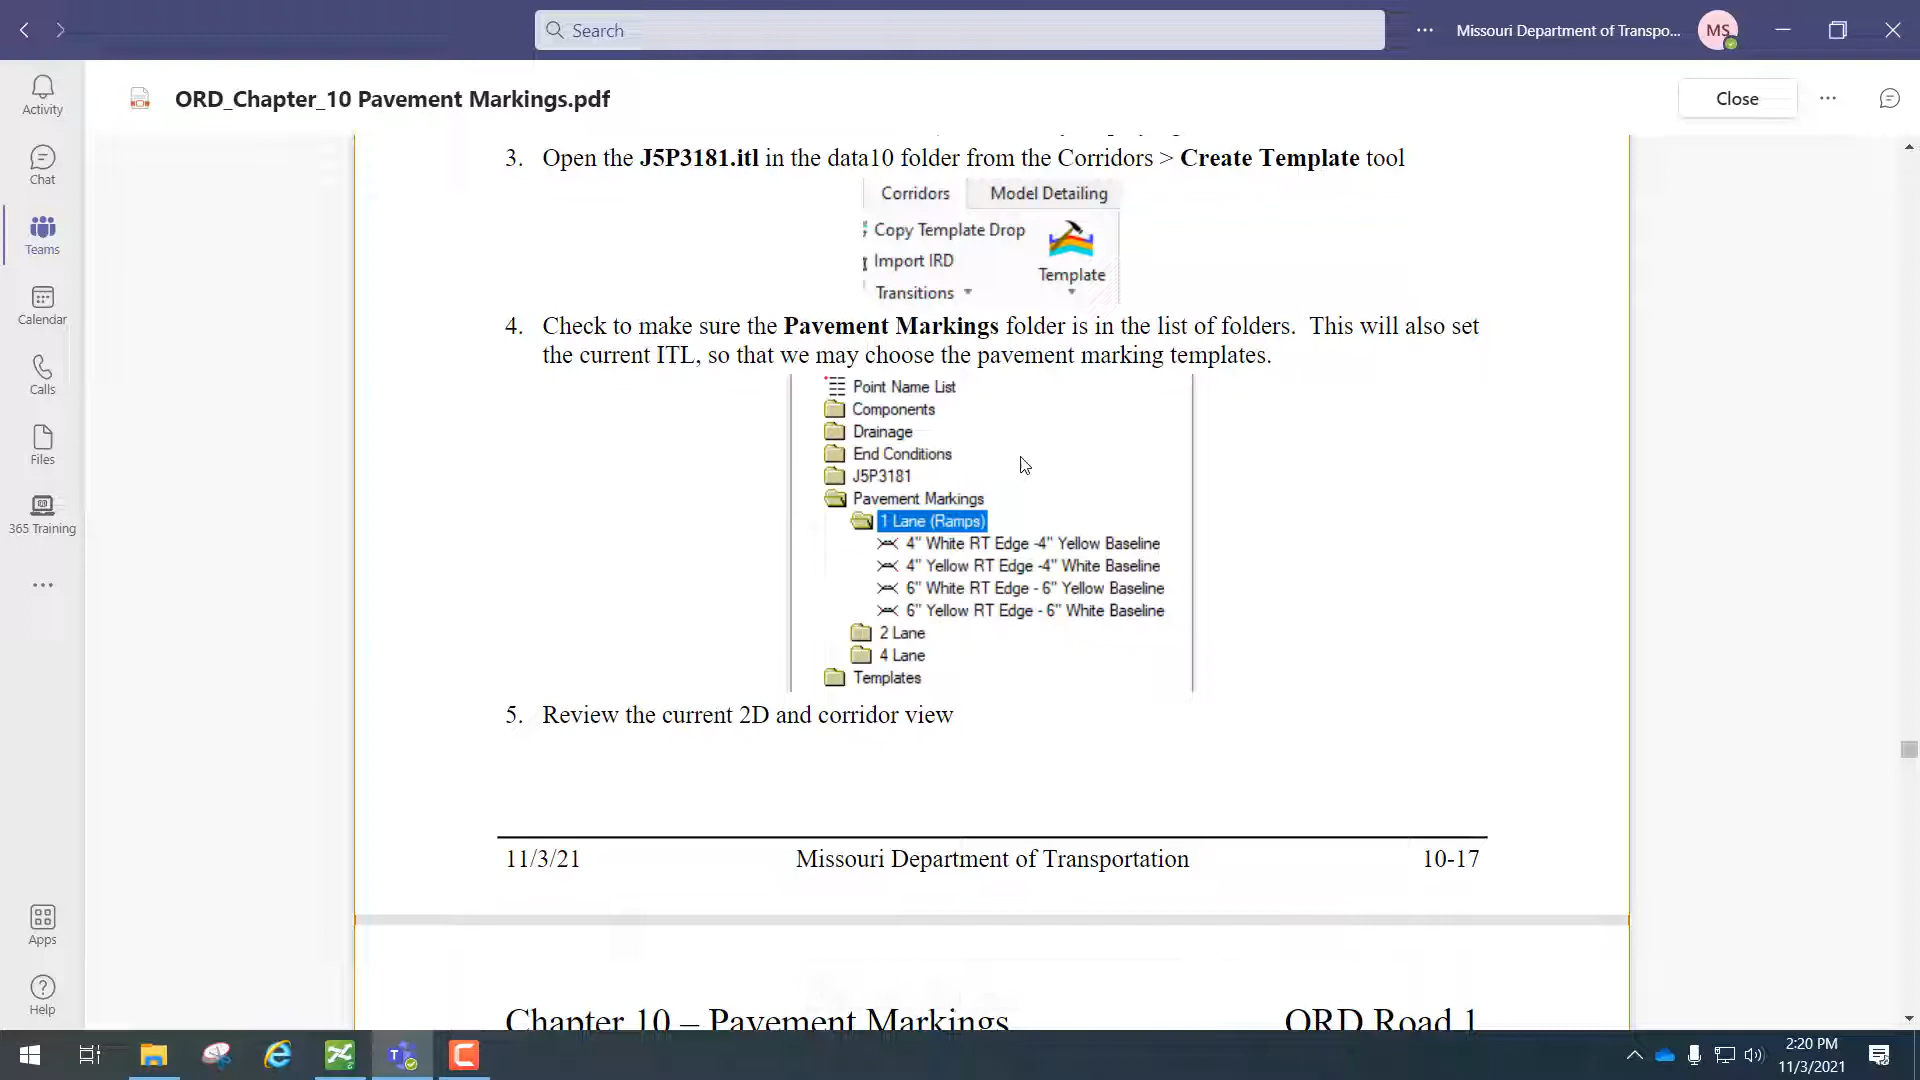 Search
Missouri Department of Transpo...
MS
Activity
Chat
Teams
Calendar
Calls
Files
365 Training
Apps
Help
ORD_Chapter_10 Pavement Markings.pdf
Close
3. Open the J5P3181.itl in the data10 folder from the Corridors > Create Template tool
Corridors Model Detailing
Copy Template Drop
Import IRD
Transitions
Template
4. Check to make sure the Pavement Markings folder is in the list of folders. This will also set
the current ITL, so that we may choose the pavement marking templates.
Point Name List
Components
Drainage
End Conditions
J5P3181
Pavement Markings
1 Lane (Ramps)
4" White RT Edge -4" Yellow Baseline
4" Yellow RT Edge -4" White Baseline
6" White RT Edge - 6" Yellow Baseline
6" Yellow RT Edge - 6" White Baseline
2 Lane
4 Lane
Templates
5. Review the current 2D and corridor view
11/3/21 Missouri Department of Transportation 10-17
Chapter 10 – Pavement Markings ORD Road 1
2:20 PM
11/3/2021